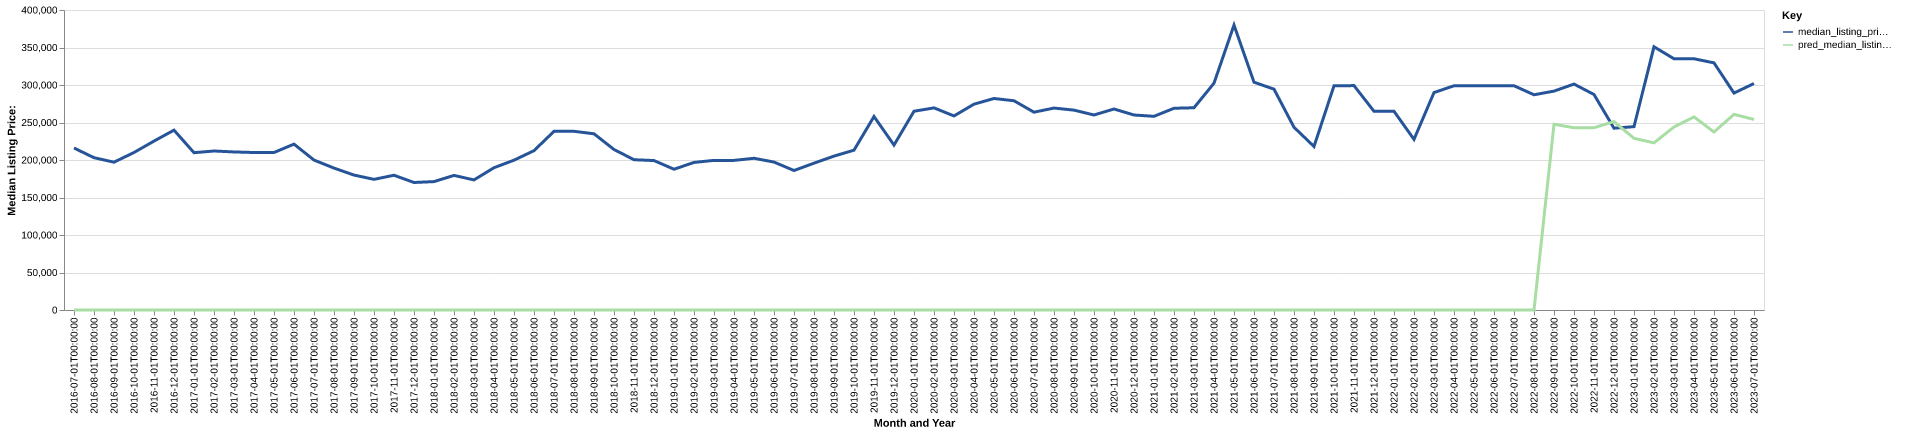 Median Listing Price:
400,000
350,000
300,000
250,000
200,000
150,000
100,000
50,000
0
2016-07-01T00:00:00
2016-08-01T00:00:00
2016-09-01T00:00:00
2016-10-01T00:00:00
2016-11-01T00:00:00
2016-12-01T00:00:00
2017-01-01T00:00:00
2017-02-01T00:00:00
2017-03-01T00:00:00
2017-04-01T00:00:00
2017-05-01T00:00:00
2017-06-01T00:00:00
2017-07-01T00:00:00
2017-08-01T00:00:00
2017-09-01T00:00:00
2017-10-01T00:00:00
2017-11-01T00:00:00
2017-12-01T00:00:00
2018-01-01T00:00:00
2018-02-01T00:00:00
2018-03-01T00:00:00
2018-04-01T00:00:00
2018-05-01T00:00:00
2018-06-01T00:00:00
2018-07-01T00:00:00
2018-08-01T00:00:00
2018-09-01T00:00:00
2018-10-01T00:00:00
2018-11-01T00:00:00
2018-12-01T00:00:00
2019-01-01T00:00:00
2019-02-01T00:00:00
2019-03-01T00:00:00
2019-04-01T00:00:00
2019-05-01T00:00:00
2019-06-01T00:00:00
2019-07-01T00:00:00
2019-08-01T00:00:00
2019-09-01T00:00:00
2019-10-01T00:00:00
2019-11-01T00:00:00
2019-12-01T00:00:00
2020-01-01T00:00:00
2020-02-01T00:00:00
2020-03-01T00:00:00
2020-04-01T00:00:00
2020-05-01T00:00:00
2020-06-01T00:00:00
2020-07-01T00:00:00
2020-08-01T00:00:00
2020-09-01T00:00:00
2020-10-01T00:00:00
2020-11-01T00:00:00
2020-12-01T00:00:00
2021-01-01T00:00:00
2021-02-01T00:00:00
2021-03-01T00:00:00
2021-04-01T00:00:00
2021-05-01T00:00:00
2021-06-01T00:00:00
2021-07-01T00:00:00
2021-08-01T00:00:00
2021-09-01T00:00:00
2021-10-01T00:00:00
2021-11-01T00:00:00
2021-12-01T00:00:00
2022-01-01T00:00:00
2022-02-01T00:00:00
2022-03-01T00:00:00
2022-04-01T00:00:00
2022-05-01T00:00:00
2022-06-01T00:00:00
2022-07-01T00:00:00
2022-08-01T00:00:00
2022-09-01T00:00:00
2022-10-01T00:00:00
2022-11-01T00:00:00
2022-12-01T00:00:00
2023-01-01T00:00:00
2023-02-01T00:00:00
2023-03-01T00:00:00
2023-04-01T00:00:00
2023-05-01T00:00:00
2023-06-01T00:00:00
2023-07-01T00:00:00
Month and Year
Key
median_listing_pri…
pred_median_listin…